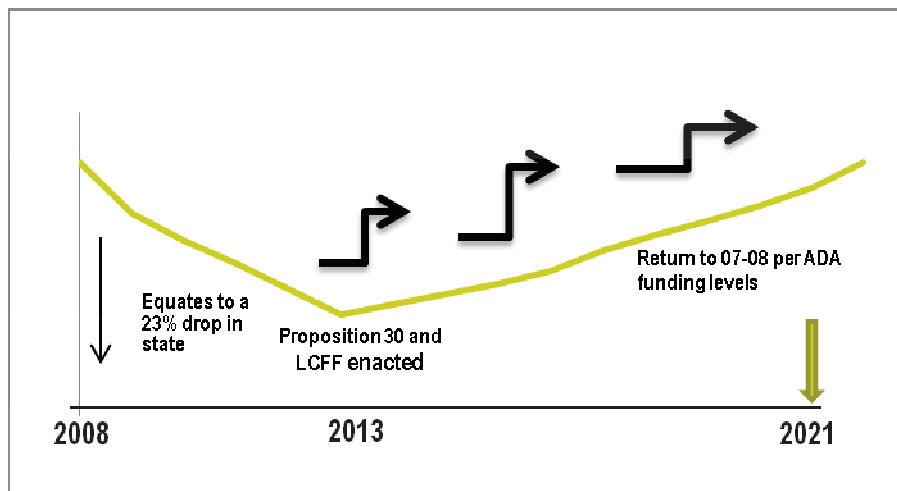 Equates to a
23% drop in
state
Proposition 30 and
LCFF enacted
Return to 07-08 per ADA
funding levels
2008
2013
2021